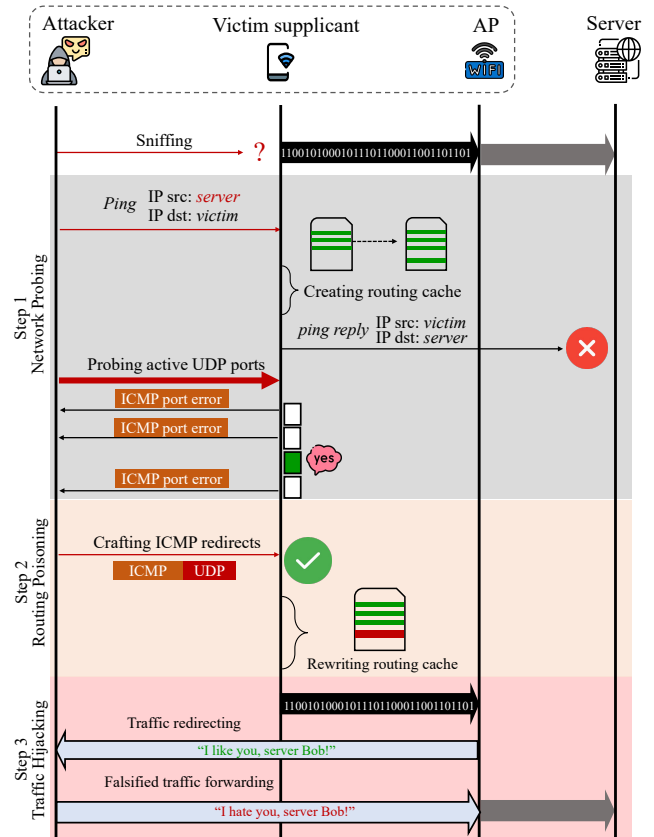 Attacker
Victim supplicant
AP
Server
WIFI
Sniffing
?
11001010001011101100011001101101
Step 1
Network Probing
Ping
IP src: server
IP dst: victim
Creating routing cache
ping reply
IP src: victim
IP dst: server
Probing active UDP ports
ICMP port error
ICMP port error
yes
ICMP port error
Step 2
Routing Poisoning
Crafting ICMP redirects
ICMP
UDP
Rewriting routing cache
Step 3
Traffic Hijacking
11001010001011101100011001101101
Traffic redirecting
“I like you, server Bob!”
Falsified traffic forwarding
“I hate you, server Bob!”